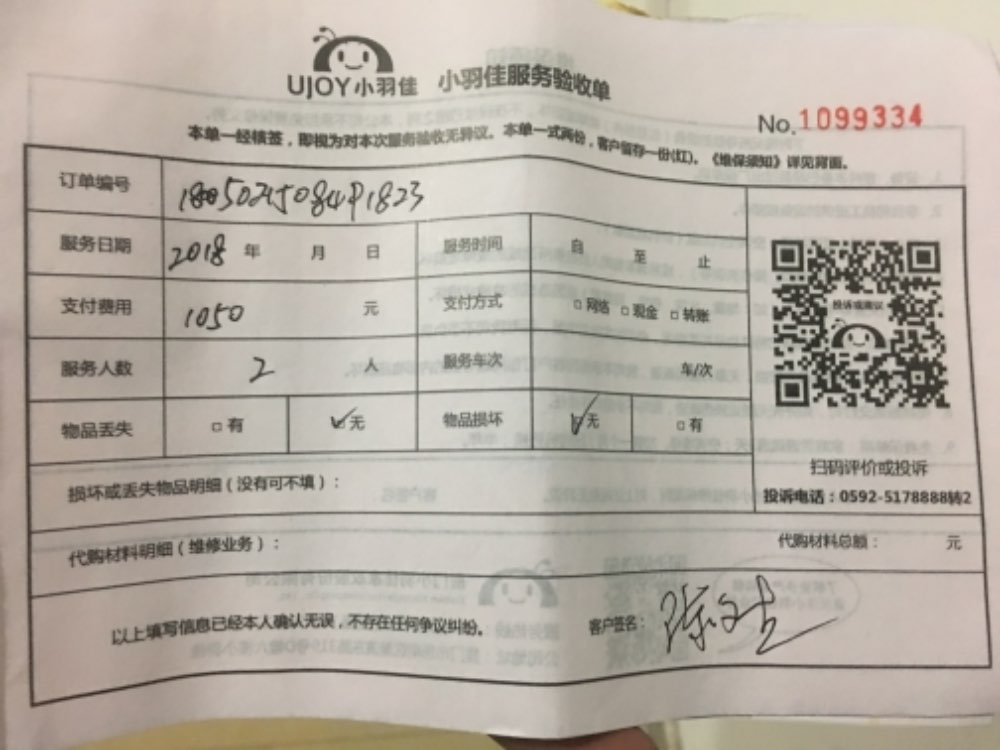 UJOY小羽佳 小羽佳服务验收单
No.1099334
本单一经核签，即视为对本次服务验收无异议。本单一式两份，客户留存一份(红)。《维保须知》详见背面。
订单编号
服务日期 2018 年 月 日 服务时间 自 至 止
支付费用 1050 元 支付方式 □网络 □现金 □转账
服务人数 2 人 服务车次 车/次
物品丢失 □有 ☑无 物品损坏 ☑无 □有
投诉或建议
扫码评价或投诉
投诉电话：0592-5178888转2
损坏或丢失物品明细（没有可不填）：
代购材料明细（维修业务）： 代购材料总额： 元
以上填写信息已经本人确认无误，不存在任何争议纠纷。 客户签名：